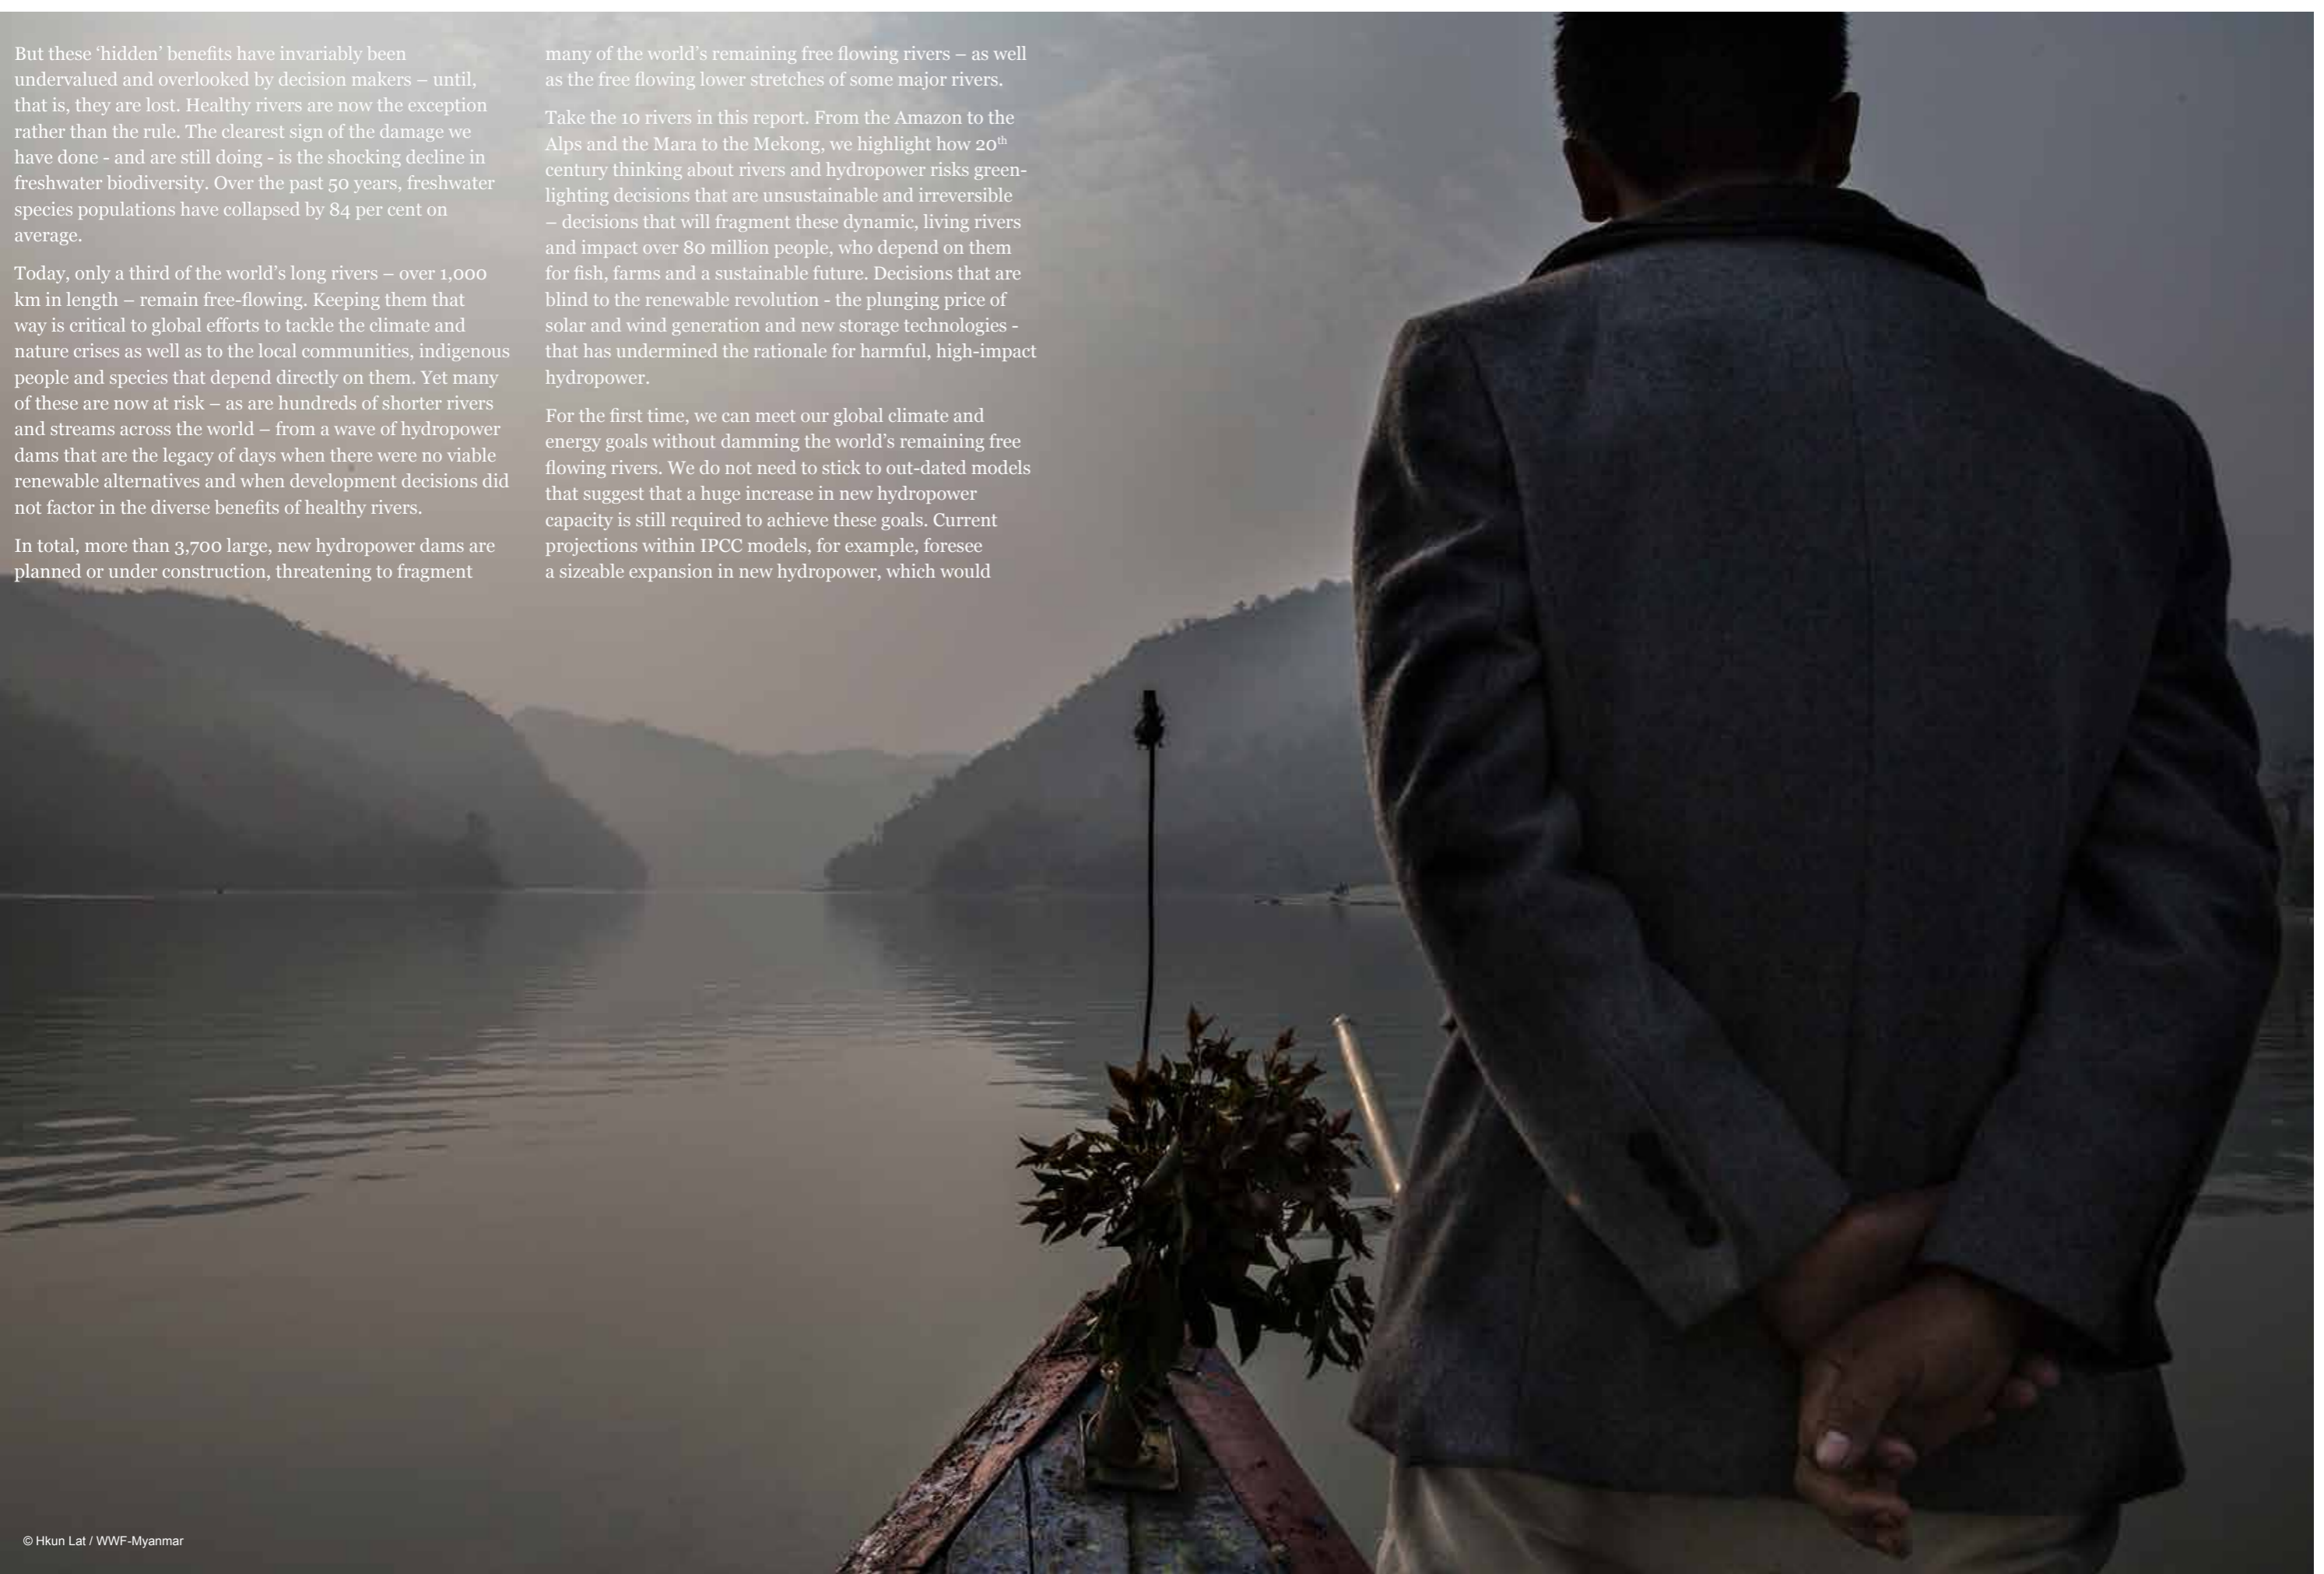 But these ‘hidden’ benefits have invariably been
undervalued and overlooked by decision makers – until,
that is, they are lost. Healthy rivers are now the exception
rather than the rule. The clearest sign of the damage we
have done - and are still doing - is the shocking decline in
freshwater biodiversity. Over the past 50 years, freshwater
species populations have collapsed by 84 per cent on
average.
Today, only a third of the world’s long rivers – over 1,000
km in length – remain free-flowing. Keeping them that
way is critical to global efforts to tackle the climate and
nature crises as well as to the local communities, indigenous
people and species that depend directly on them. Yet many
of these are now at risk – as are hundreds of shorter rivers
and streams across the world – from a wave of hydropower
dams that are the legacy of days when there were no viable
renewable alternatives and when development decisions did
not factor in the diverse benefits of healthy rivers.
In total, more than 3,700 large, new hydropower dams are
planned or under construction, threatening to fragment
many of the world’s remaining free flowing rivers – as well
as the free flowing lower stretches of some major rivers.
Take the 10 rivers in this report. From the Amazon to the
Alps and the Mara to the Mekong, we highlight how 20th
century thinking about rivers and hydropower risks green-
lighting decisions that are unsustainable and irreversible
– decisions that will fragment these dynamic, living rivers
and impact over 80 million people, who depend on them
for fish, farms and a sustainable future. Decisions that are
blind to the renewable revolution - the plunging price of
solar and wind generation and new storage technologies -
that has undermined the rationale for harmful, high-impact
hydropower.
For the first time, we can meet our global climate and
energy goals without damming the world’s remaining free
flowing rivers. We do not need to stick to out-dated models
that suggest that a huge increase in new hydropower
capacity is still required to achieve these goals. Current
projections within IPCC models, for example, foresee
a sizeable expansion in new hydropower, which would
© Hkun Lat / WWF-Myanmar